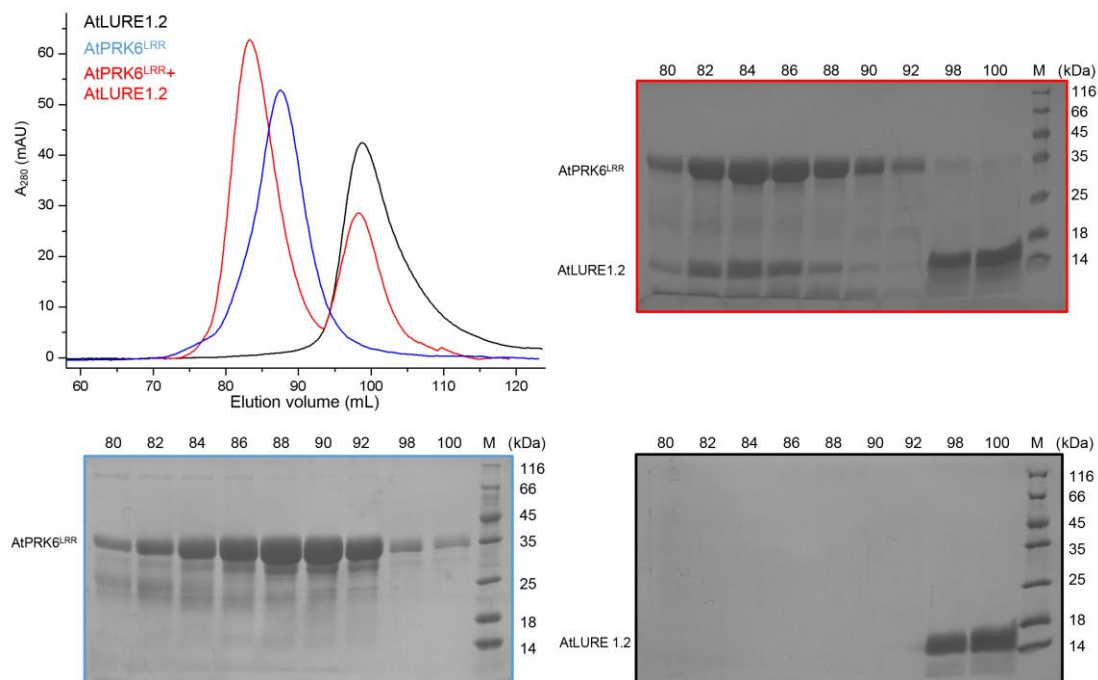 AtLURE1.2
AtPRK6LRR
AtPRK6LRR+
AtLURE1.2
60
50
40
30
20
10
0
A280 (mAU)
60 70 80 90 100 110 120
Elution volume (mL)
80 82 84 86 88 90 92 98 100 M (kDa)
116
66
45
AtPRK6LRR 35
25
18
AtLURE1.2 14
80 82 84 86 88 90 92 98 100 M (kDa)
116
66
45
AtPRK6LRR 35
25
18
14
80 82 84 86 88 90 92 98 100 M (kDa)
116
66
45
35
25
18
AtLURE 1.2 14